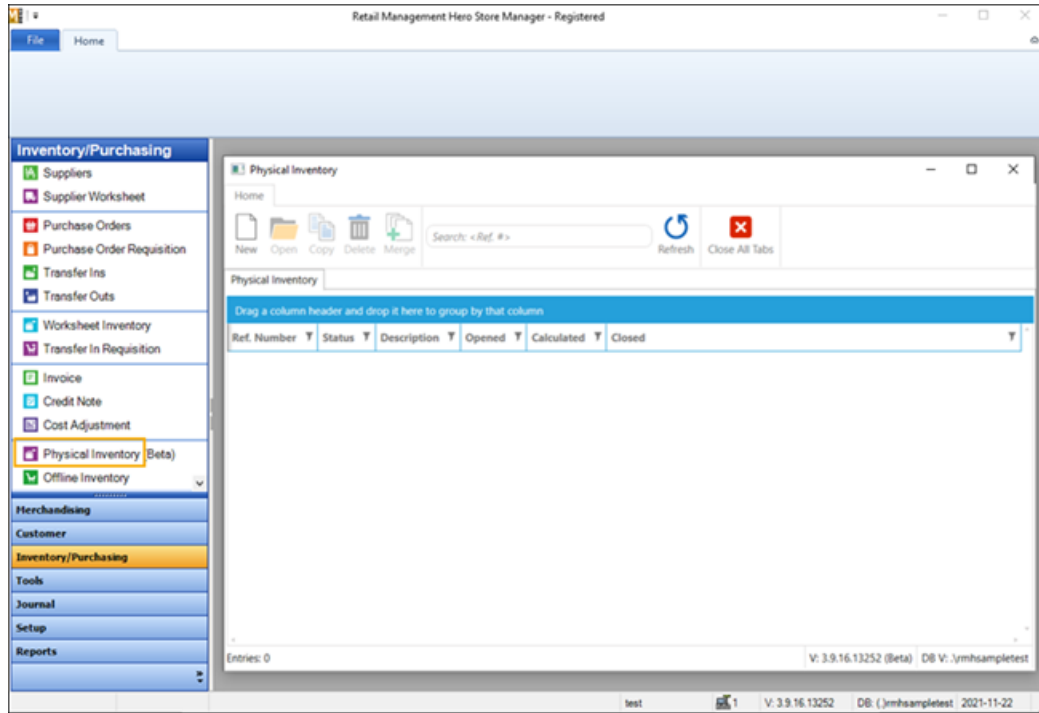 Retail Management Hero Store Manager - Registered
File Home
Inventory/Purchasing
Suppliers
Supplier Worksheet
Purchase Orders
Purchase Order Requisition
Transfer Ins
Transfer Outs
Worksheet Inventory
Transfer In Requisition
Invoice
Credit Note
Cost Adjustment
Physical Inventory (Beta)
Offline Inventory
Merchandising
Customer
Inventory/Purchasing
Tools
Journal
Setup
Reports
Physical Inventory
Home
New Open Copy Delete Merge Search: <Ref. #> Refresh Close All Tabs
Physical Inventory
Drag a column header and drop it here to group by that column
Ref. Number Status Description Opened Calculated Closed
Entries: 0 V: 3.9.16.13252 (Beta) DB V: .\rmhsampletest
test 1 V: 3.9.16.13252 DB: (.)rmhsampletest 2021-11-22